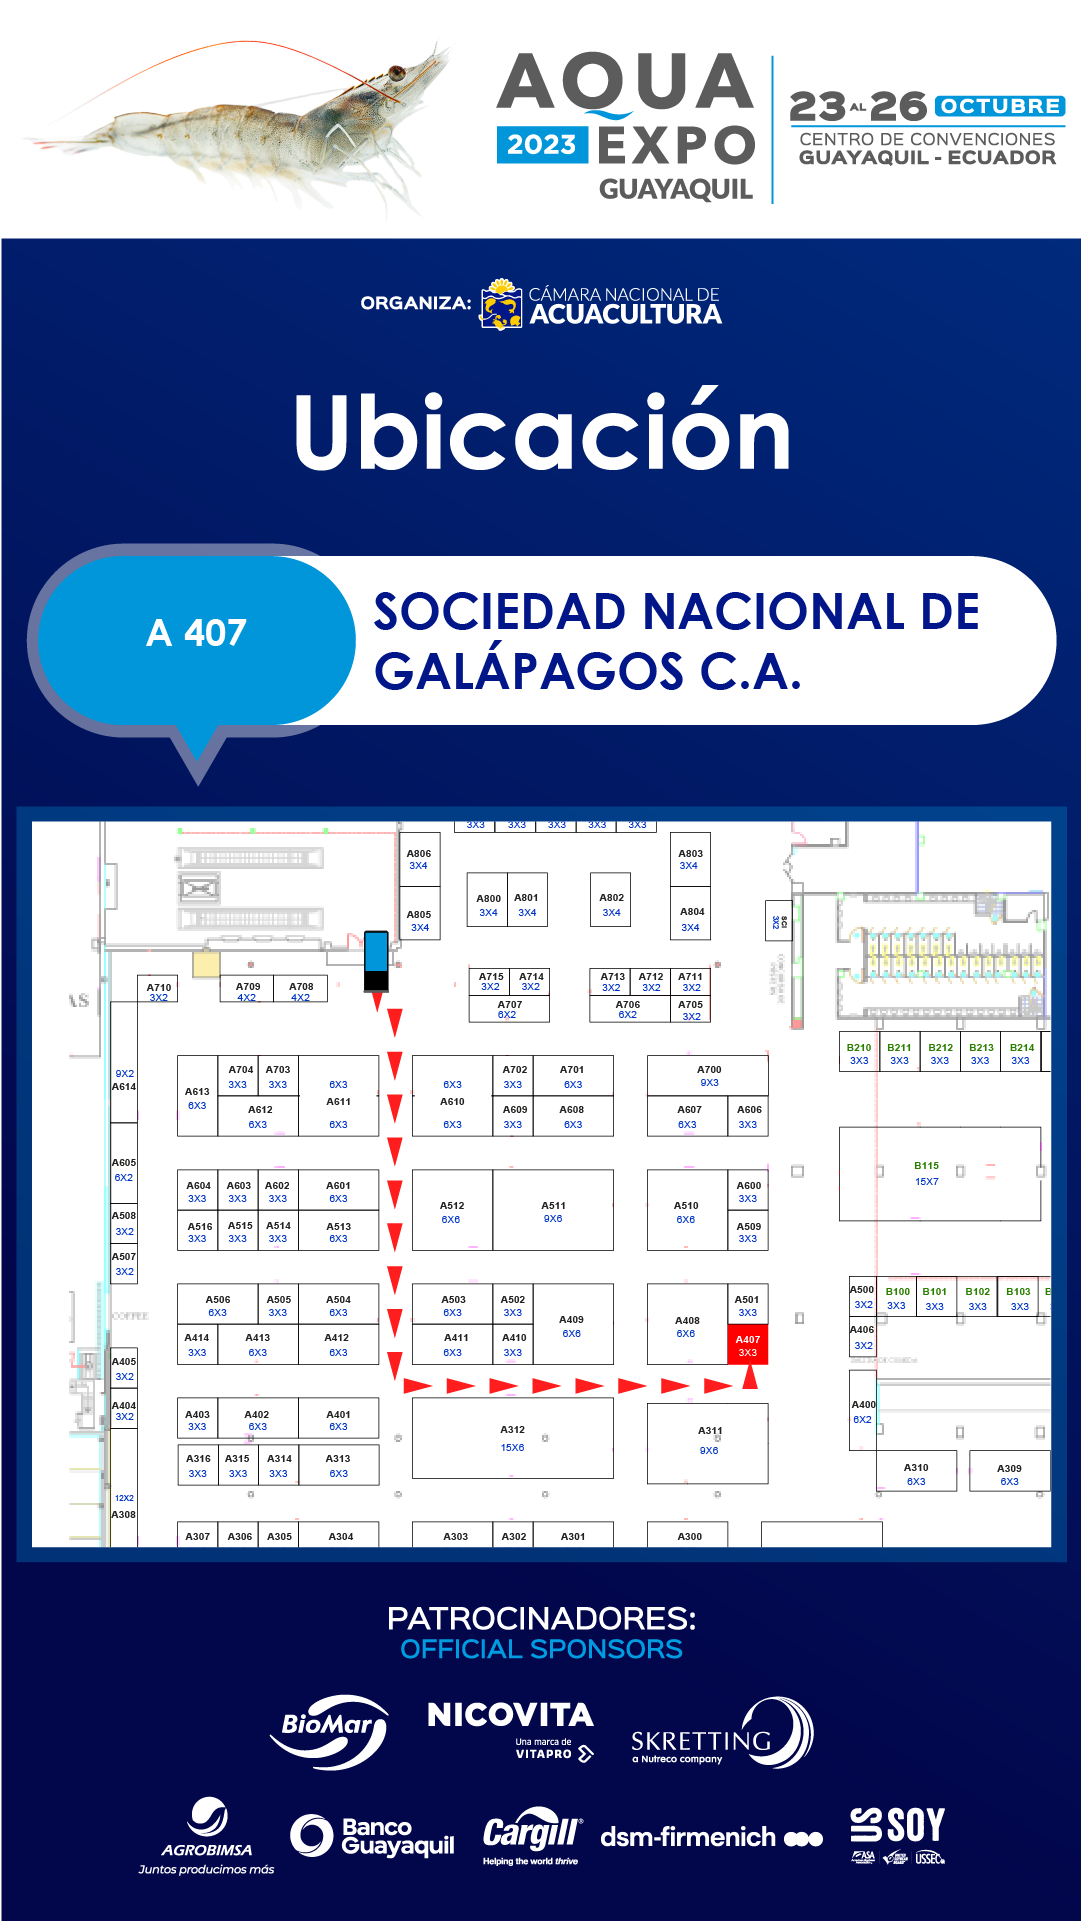 AQUA
2023 EXPO
GUAYAQUIL
23 AL 26 OCTUBRE
CENTRO DE CONVENCIONES
GUAYAQUIL - ECUADOR
ORGANIZA: CÁMARA NACIONAL DE
ACUACULTURA
Ubicación
A 407
SOCIEDAD NACIONAL DE
GALÁPAGOS C.A.
3X3 3X3 3X3 3X3 3X3
A806 3X4
A803 3X4
A805 3X4
A800 3X4
A801 3X4
A802 3X4
A804 3X4
SCI 3X2
A710 3X2
A709 4X2
A708 4X2
A715 3X2
A714 3X2
A713 3X2
A712 3X2
A711 3X2
A707 6X2
A706 6X2
A705 3X2
AS
9X2 A614
A613 6X3
A704 3X3
A703 3X3
A612 6X3
6X3 A611 6X3
6X3 A610 6X3
A702 3X3
A701 6X3
A609 3X3
A608 6X3
A700 9X3
A607 6X3
A606 3X3
B210 3X3
B211 3X3
B212 3X3
B213 3X3
B214 3X3
B115 15X7
A605 6X2
A604 3X3
A603 3X3
A602 3X3
A601 6X3
A508 3X2
A516 3X3
A515 3X3
A514 3X3
A513 6X3
A512 6X6
A511 9X6
A510 6X6
A600 3X3
A509 3X3
A507 3X2
COFFEE
A506 6X3
A505 3X3
A504 6X3
A503 6X3
A502 3X3
A409 6X6
A408 6X6
A501 3X3
A407 3X3
A414 3X3
A413 6X3
A412 6X3
A411 6X3
A410 3X3
A500 3X2
B100 3X3
B101 3X3
B102 3X3
B103 3X3
B
A406 3X2
A405 3X2
A404 3X2
A403 3X3
A402 6X3
A401 6X3
A312 15X6
A311 9X6
A400 6X2
A316 3X3
A315 3X3
A314 3X3
A313 6X3
A310 6X3
A309 6X3
12X2 A308
A307
A306
A305
A304
A303
A302
A301
A300
PATROCINADORES:
OFFICIAL SPONSORS
BioMar
NICOVITA
Una marca de
VITAPRO
SKRETTING
a Nutreco company
AGROBIMSA
Juntos producimos más
Banco
Guayaquil
Cargill®
Helping the world thrive
dsm-firmenich
US SOY
ASA
USSEC